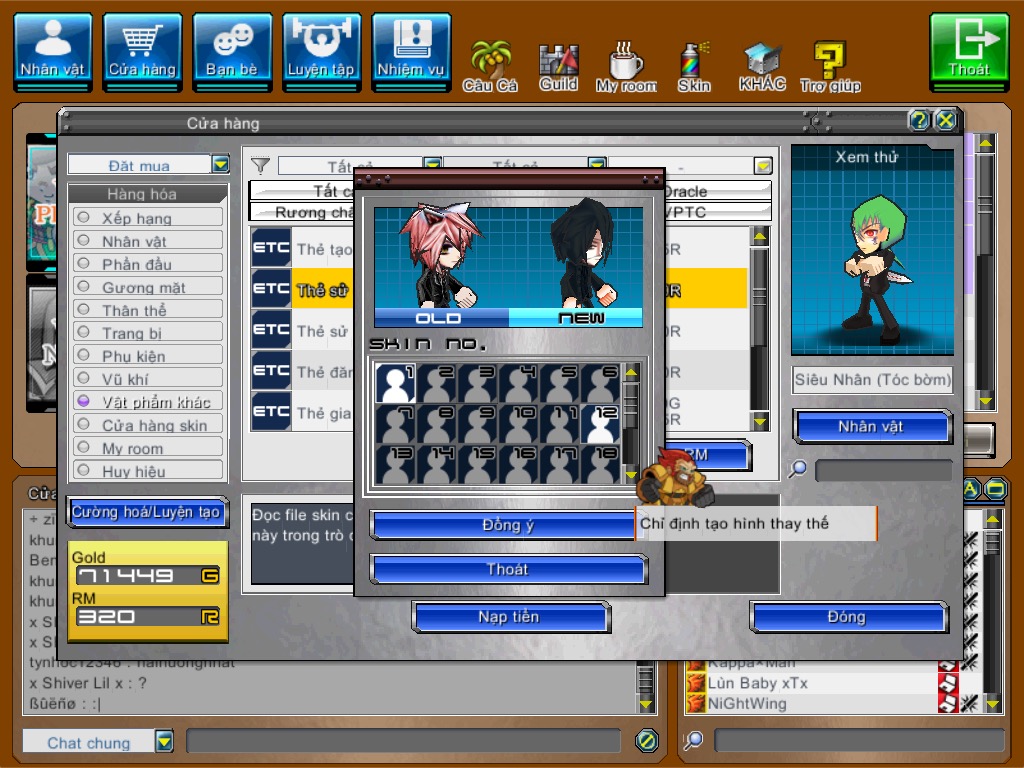 Nhân vật
Cửa hàng
Bạn bè
Luyện tập
Nhiệm vụ
Câu Cá
Guild
My room
Skin
KHÁC
Trợ giúp
Thoát
Cửa hàng
Đặt mua
Hàng hóa
Xếp hạng
Nhân vật
Phần đầu
Gương mặt
Thân thể
Trang bị
Phụ kiện
Vũ khí
Vật phẩm khác
Cửa hàng skin
My room
Huy hiệu
Cường hoá/Luyện tạo
Gold
71449 G
RM
320 R
Tất cả
Tất cả
-
Tất cả
Oracle
Rương
VPTC
ETC Thẻ tạo
ETC Thẻ sử
ETC Thẻ sử
ETC Thẻ
ETC Thẻ gia
Đọc file skin
này trong trò
OLD
NEW
SKIN NO.
1 2 3 4 5 6
7 8 9 10 11 12
13 14 15 16 17 18
Đồng ý
Thoát
Chỉ định tạo hình thay thế
RM
Nạp tiền
Xem thử
Siêu Nhân (Tóc bờm)
Nhân vật
Đóng
x Shiver Lil x : ?
ßûëñø : :|
Chat chung
Kappa×Man
Lùn Baby xTx
NiGhtWing